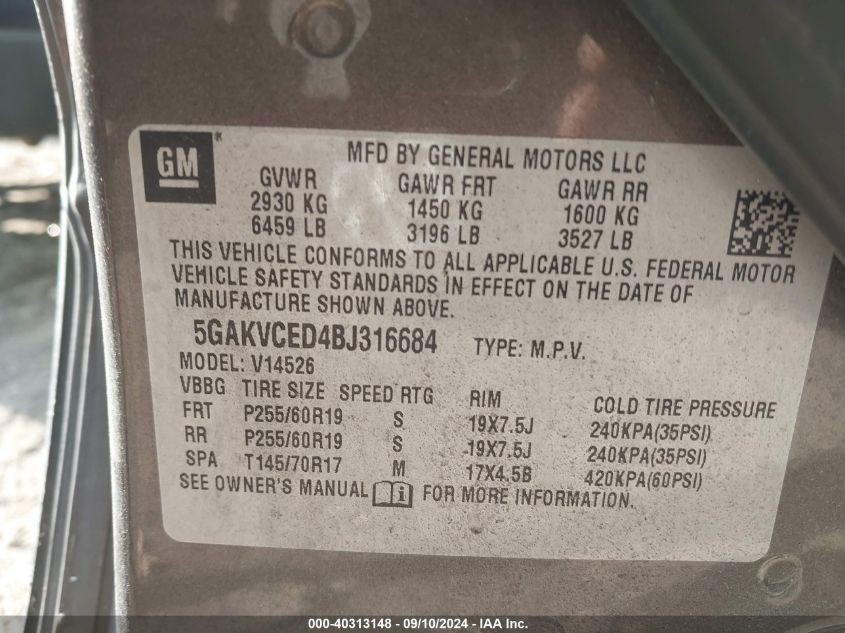 GM
MFD BY GENERAL MOTORS LLC
GVWR GAWR FRT GAWR RR
2930 KG 1450 KG 1600 KG
6459 LB 3196 LB 3527 LB
THIS VEHICLE CONFORMS TO ALL APPLICABLE U.S. FEDERAL MOTOR
VEHICLE SAFETY STANDARDS IN EFFECT ON THE DATE OF
MANUFACTURE SHOWN ABOVE.
5GAKVCED4BJ316684 TYPE: M.P.V.
MODEL: V14526
VBBG TIRE SIZE SPEED RTG RIM COLD TIRE PRESSURE
FRT P255/60R19 S 19X7.5J 240KPA(35PSI)
RR P255/60R19 S 19X7.5J 240KPA(35PSI)
SPA T145/70R17 M 17X4.5B 420KPA(60PSI)
SEE OWNER'S MANUAL i FOR MORE INFORMATION.
000-40313148 - 09/10/2024 - IAA Inc.